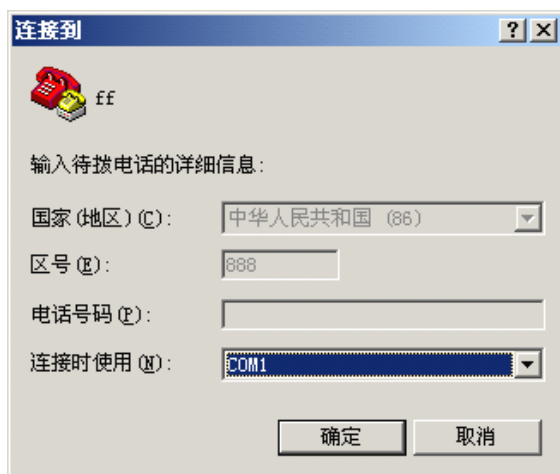 连接到
ff
输入待拨电话的详细信息:
国家(地区)(C): 中华人民共和国 (86)
区号(E): 888
电话号码(P):
连接时使用(N): COM1
确定 取消